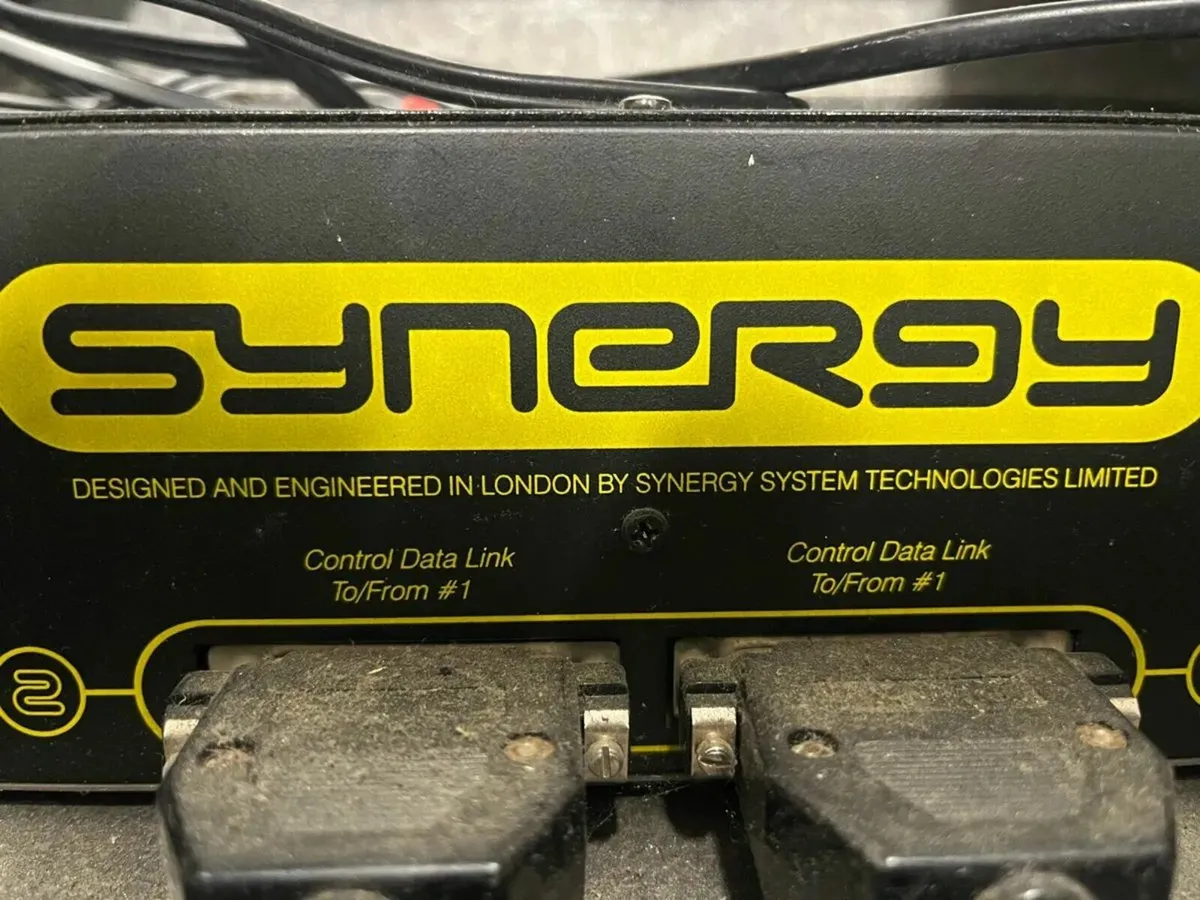 synergy
DESIGNED AND ENGINEERED IN LONDON BY SYNERGY SYSTEM TECHNOLOGIES LIMITED
Control Data Link
To/From #1
Control Data Link
To/From #1
2